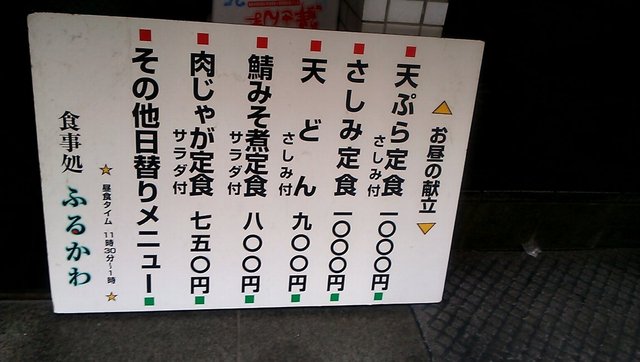 お昼の献立
天ぷら定食 さしみ付 一〇〇〇円
さしみ定食 一〇〇〇円
天どん さしみ付 九〇〇円
鯖みそ煮定食 サラダ付 八〇〇円
肉じゃが定食 サラダ付 七五〇円
その他日替りメニュー
☆昼食タイム 11時30分~1時☆
食事処 ふるかわ